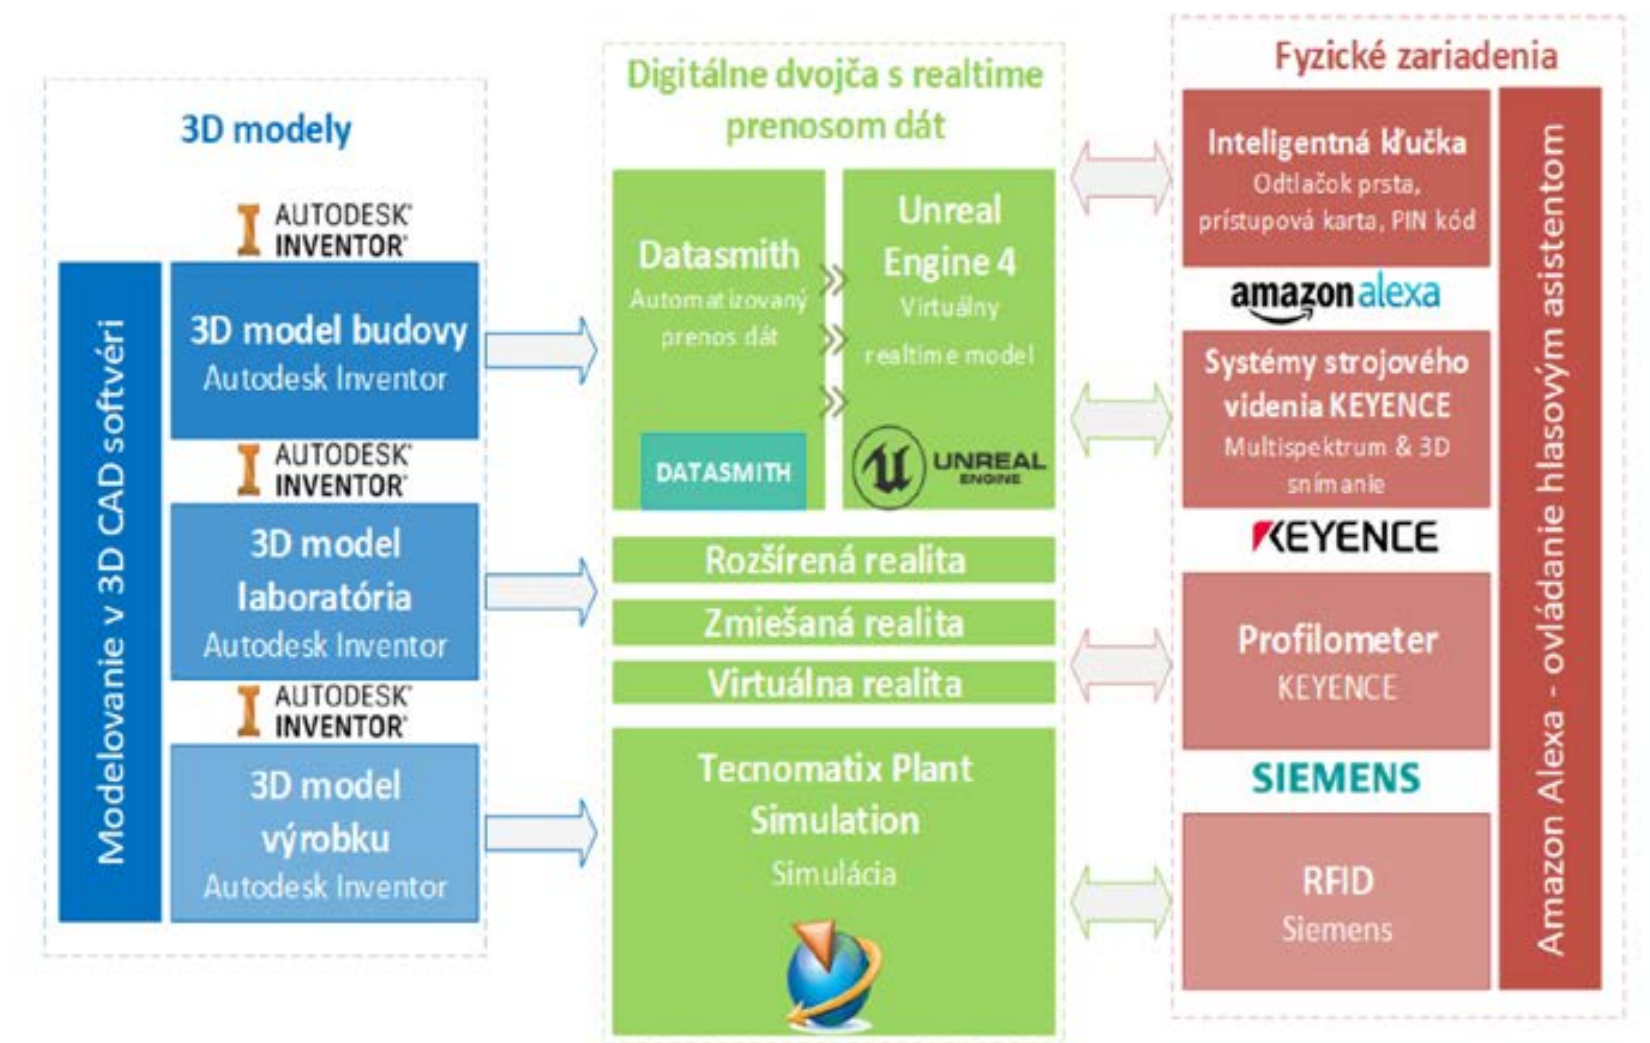 3D modely
Modelovanie v 3D CAD softvéri
AUTODESK®
INVENTOR®
3D model budovy
Autodesk Inventor
AUTODESK®
INVENTOR®
3D model
laboratória
Autodesk Inventor
AUTODESK®
INVENTOR®
3D model
výrobku
Autodesk Inventor
Digitálne dvojča s realtime
prenosom dát
Datasmith
Automatizovaný
prenos dát
DATASMITH
Unreal
Engine 4
Virtuálny
realtime model
UNREAL
ENGINE
Rozšírená realita
Zmiešaná realita
Virtuálna realita
Tecnomatix Plant
Simulation
Simulácia
Fyzické zariadenia
Inteligentná kľučka
Odtlačok prsta,
prístupová karta, PIN kód
amazon alexa
Systémy strojového
videnia KEYENCE
Multispektrum & 3D
snímanie
KEYENCE
Profilometer
KEYENCE
SIEMENS
RFID
Siemens
Amazon Alexa - ovládanie hlasovým asistentom